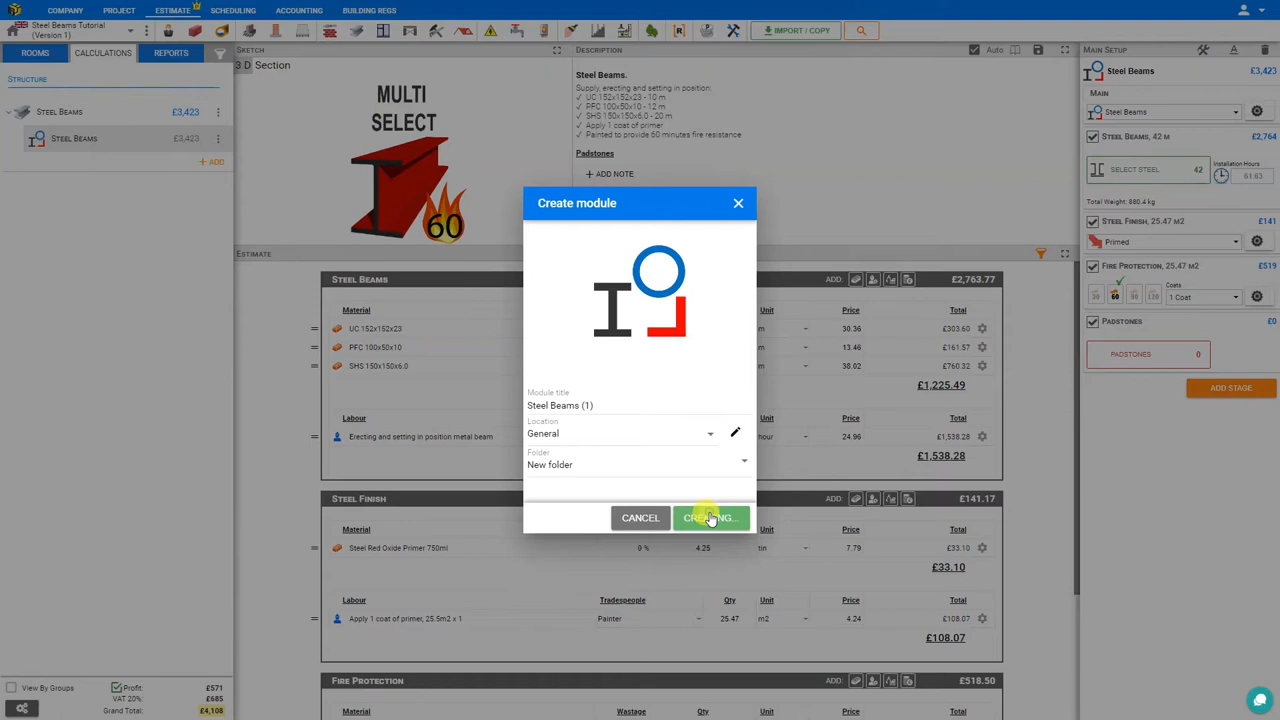 COMPANY PROJECT ESTIMATE SCHEDULING ACCOUNTING BUILDING REGS
Steel Beams Tutorial
(Version 1)
IMPORT / COPY
ROOMS CALCULATIONS REPORTS
STRUCTURE
STEEL BEAMS £3,423
STEEL BEAMS £3,423
ADD
SKETCH
3 D Section
MULTI
SELECT
60
DESCRIPTION
Auto
Steel Beams.
Supply, erecting and setting in position:
✓ UC 152x152x23 - 10 m
✓ PFC 100x50x10 - 12 m
✓ SHS 150x150x6.0 - 20 m
✓ Apply 1 coat of primer
✓ Painted to provide 60 minutes fire resistance
Padstones
ADD NOTE
Create module
Module title
Steel Beams (1)
Location
General
Folder
New folder
CANCEL
ESTIMATE
STEEL BEAMS ADD: £2,763.77
Material Unit Price Total
UC 152x152x23 m 30.36 £303.60
PFC 100x50x10 m 13.46 £161.57
SHS 150x150x6.0 m 38.02 £760.32
£1,225.49
Labour Unit Price Total
Erecting and setting in position metal beam hour 24.96 £1,538.28
£1,538.28
STEEL FINISH ADD: £141.17
Material Unit Price Total
Steel Red Oxide Primer 750ml 0 % 4.25 tin 7.79 £33.10
£33.10
Labour Tradespeople Qty Unit Price Total
Apply 1 coat of primer, 25.5m2 x 1 Painter 25.47 m2 4.24 £108.07
£108.07
FIRE PROTECTION ADD: £518.50
Material Wastage Qty Unit Price Total
MAIN SETUP
Steel Beams £3,423
MAIN
Steel Beams
STEEL BEAMS, 42 M £2,764
SELECT STEEL 42
Installation Hours
61.63
Total Weight: 880.4 kg
STEEL FINISH, 25.47 M2 £141
Primed
FIRE PROTECTION, 25.47 M2 £519
30 60 90 120
Coats
1 Coat
PADSTONES £0
PADSTONES 0
ADD STAGE
View By Groups
Profit: £571
VAT 20%: £685
Grand Total: £4,108